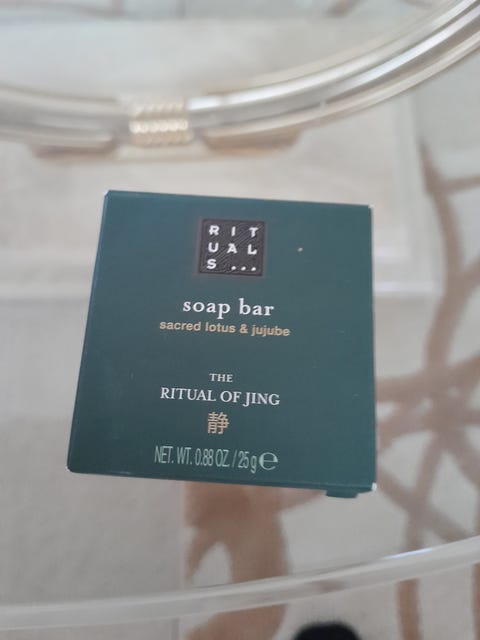 RIT
UAL
S...
soap bar
sacred lotus & jujube
THE
RITUAL OF JING
静
NET. WT. 0.88 OZ. / 25 g ℮